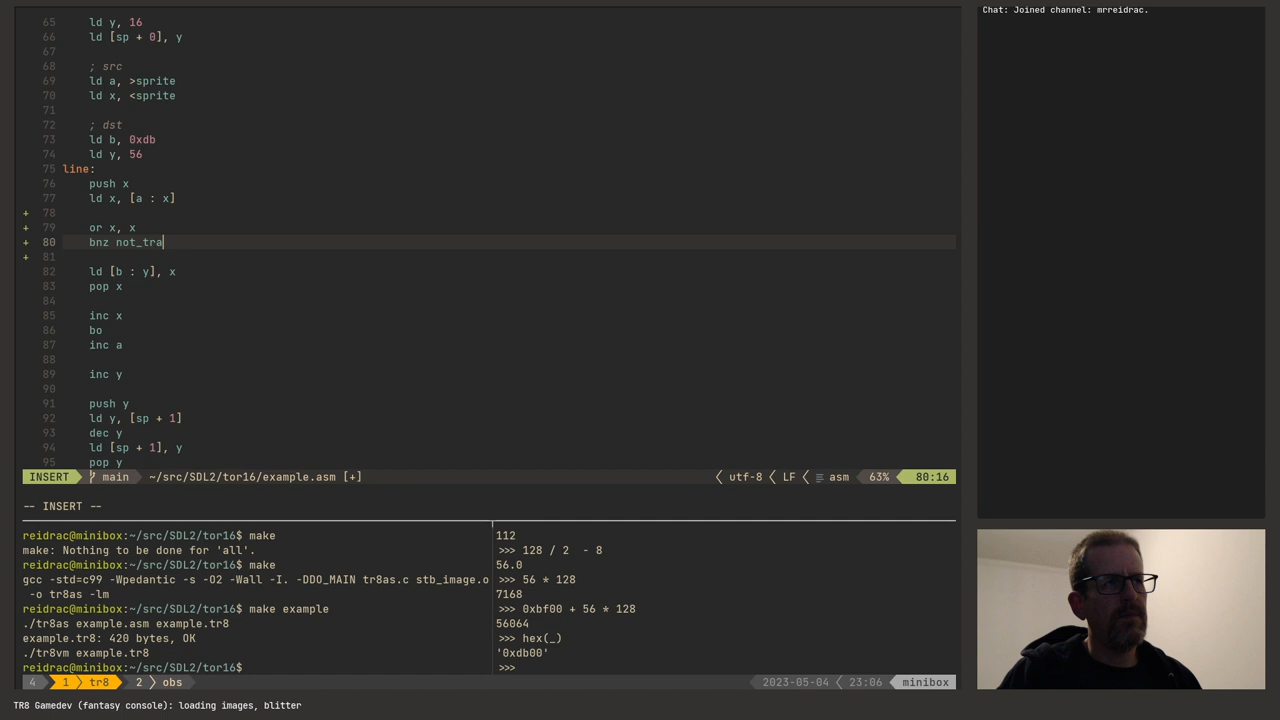 65 ld y, 16
66 ld [sp + 0], y
67
68 ; src
69 ld a, >sprite
70 ld x, <sprite
71
72 ; dst
73 ld b, 0xdb
74 ld y, 56
75 line:
76 push x
77 ld x, [a : x]
+ 78
+ 79 or x, x
+ 80 bnz not_tra
+ 81
82 ld [b : y], x
83 pop x
84
85 inc x
86 bo
87 inc a
88
89 inc y
90
91 push y
92 ld y, [sp + 1]
93 dec y
94 ld [sp + 1], y
95 pop y
INSERT main ~/src/SDL2/tor16/example.asm [+] utf-8 LF asm 63% 80:16
-- INSERT --
reidrac@minibox:~/src/SDL2/tor16$ make
make: Nothing to be done for 'all'.
reidrac@minibox:~/src/SDL2/tor16$ make
gcc -std=c99 -Wpedantic -s -O2 -Wall -I. -DDO_MAIN tr8as.c stb_image.o
-o tr8as -lm
reidrac@minibox:~/src/SDL2/tor16$ make example
./tr8as example.asm example.tr8
example.tr8: 420 bytes, OK
./tr8vm example.tr8
reidrac@minibox:~/src/SDL2/tor16$
112
>>> 128 / 2  - 8
56.0
>>> 56 * 128
7168
>>> 0xbf00 + 56 * 128
56064
>>> hex(_)
'0xdb00'
>>>
4 1 tr8 2 obs 2023-05-04 23:06 minibox
Chat: Joined channel: mrreidrac.
TR8 Gamedev (fantasy console): loading images, blitter